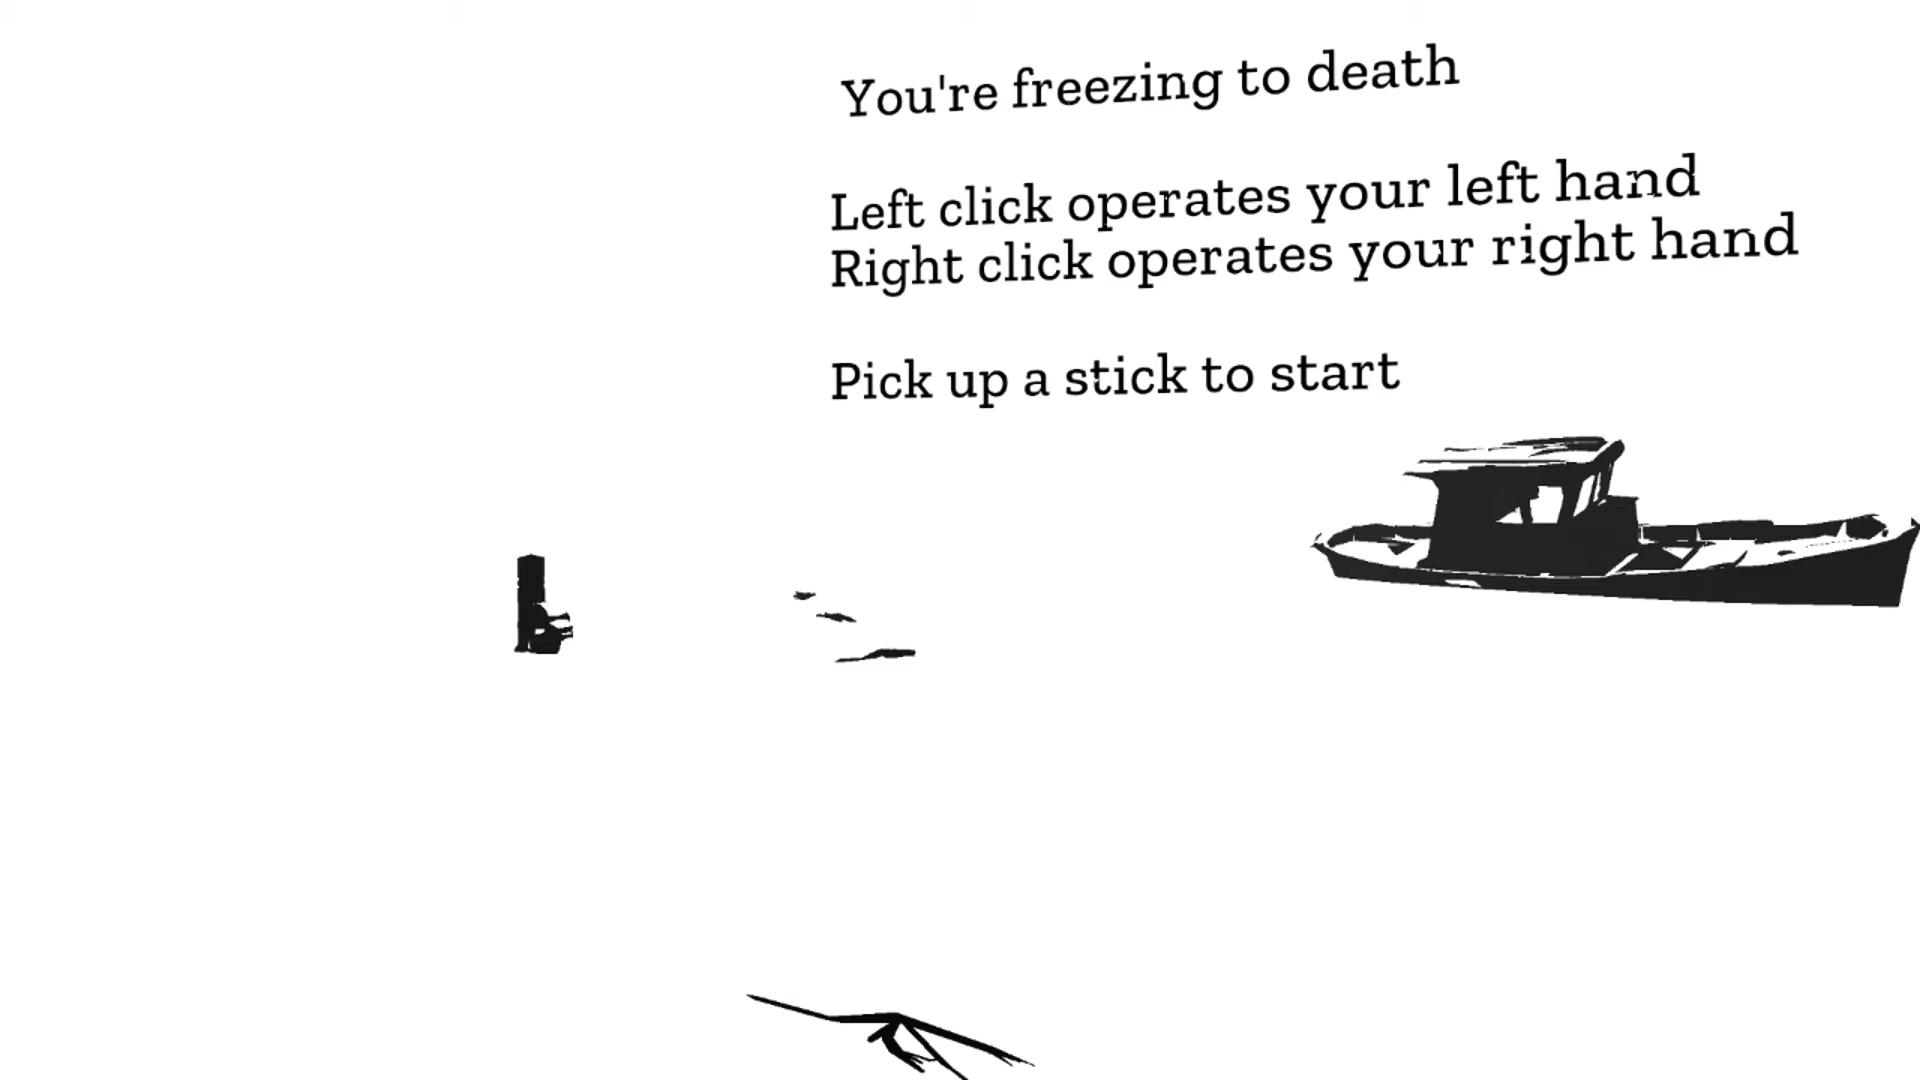 You're freezing to death
Left click operates your left hand
Right click operates your right hand
Pick up a stick to start